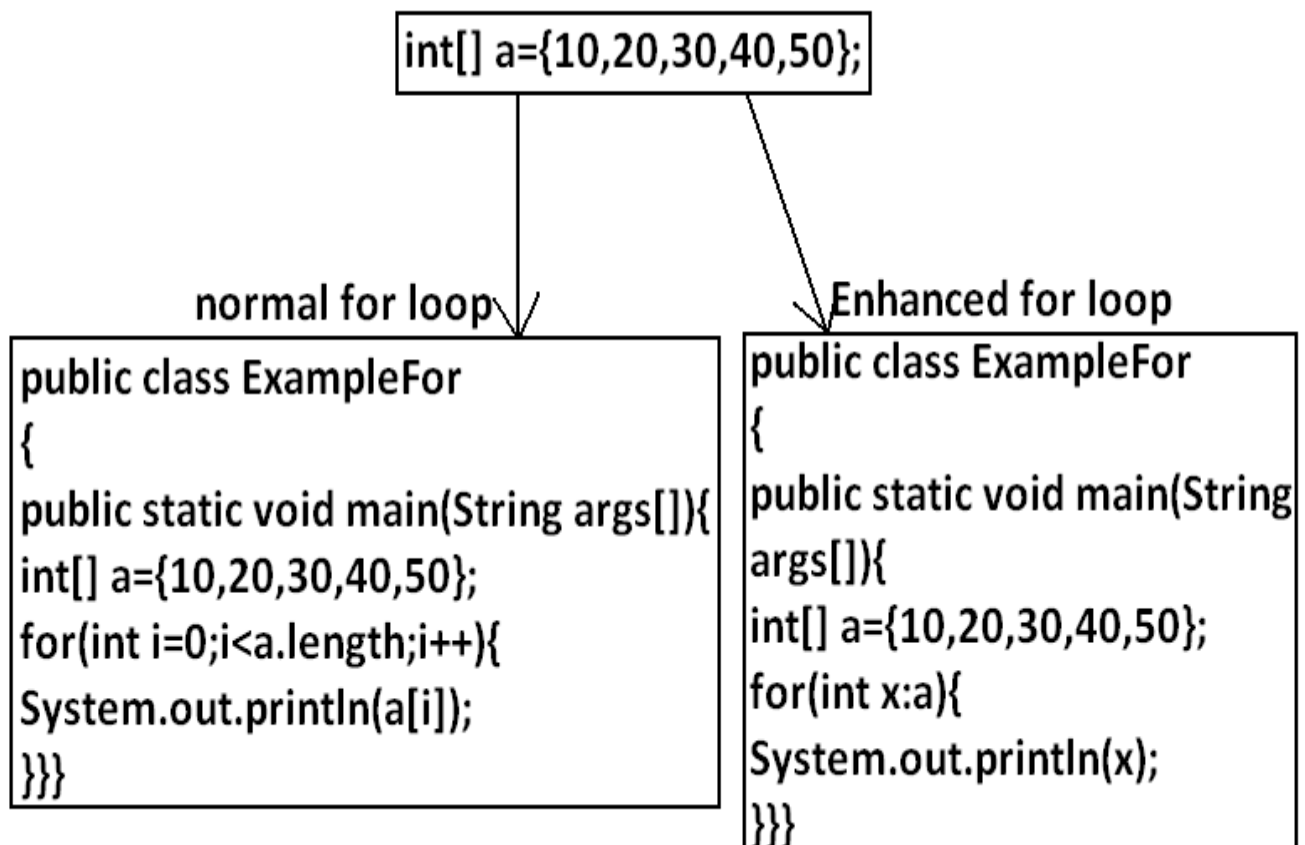 int[] a={10,20,30,40,50};
normal for loop
public class ExampleFor
{
public static void main(String args[]){
int[] a={10,20,30,40,50};
for(int i=0;i<a.length;i++){
System.out.println(a[i]);
}}}
Enhanced for loop
public class ExampleFor
{
public static void main(String
args[]){
int[] a={10,20,30,40,50};
for(int x:a){
System.out.println(x);
}}}